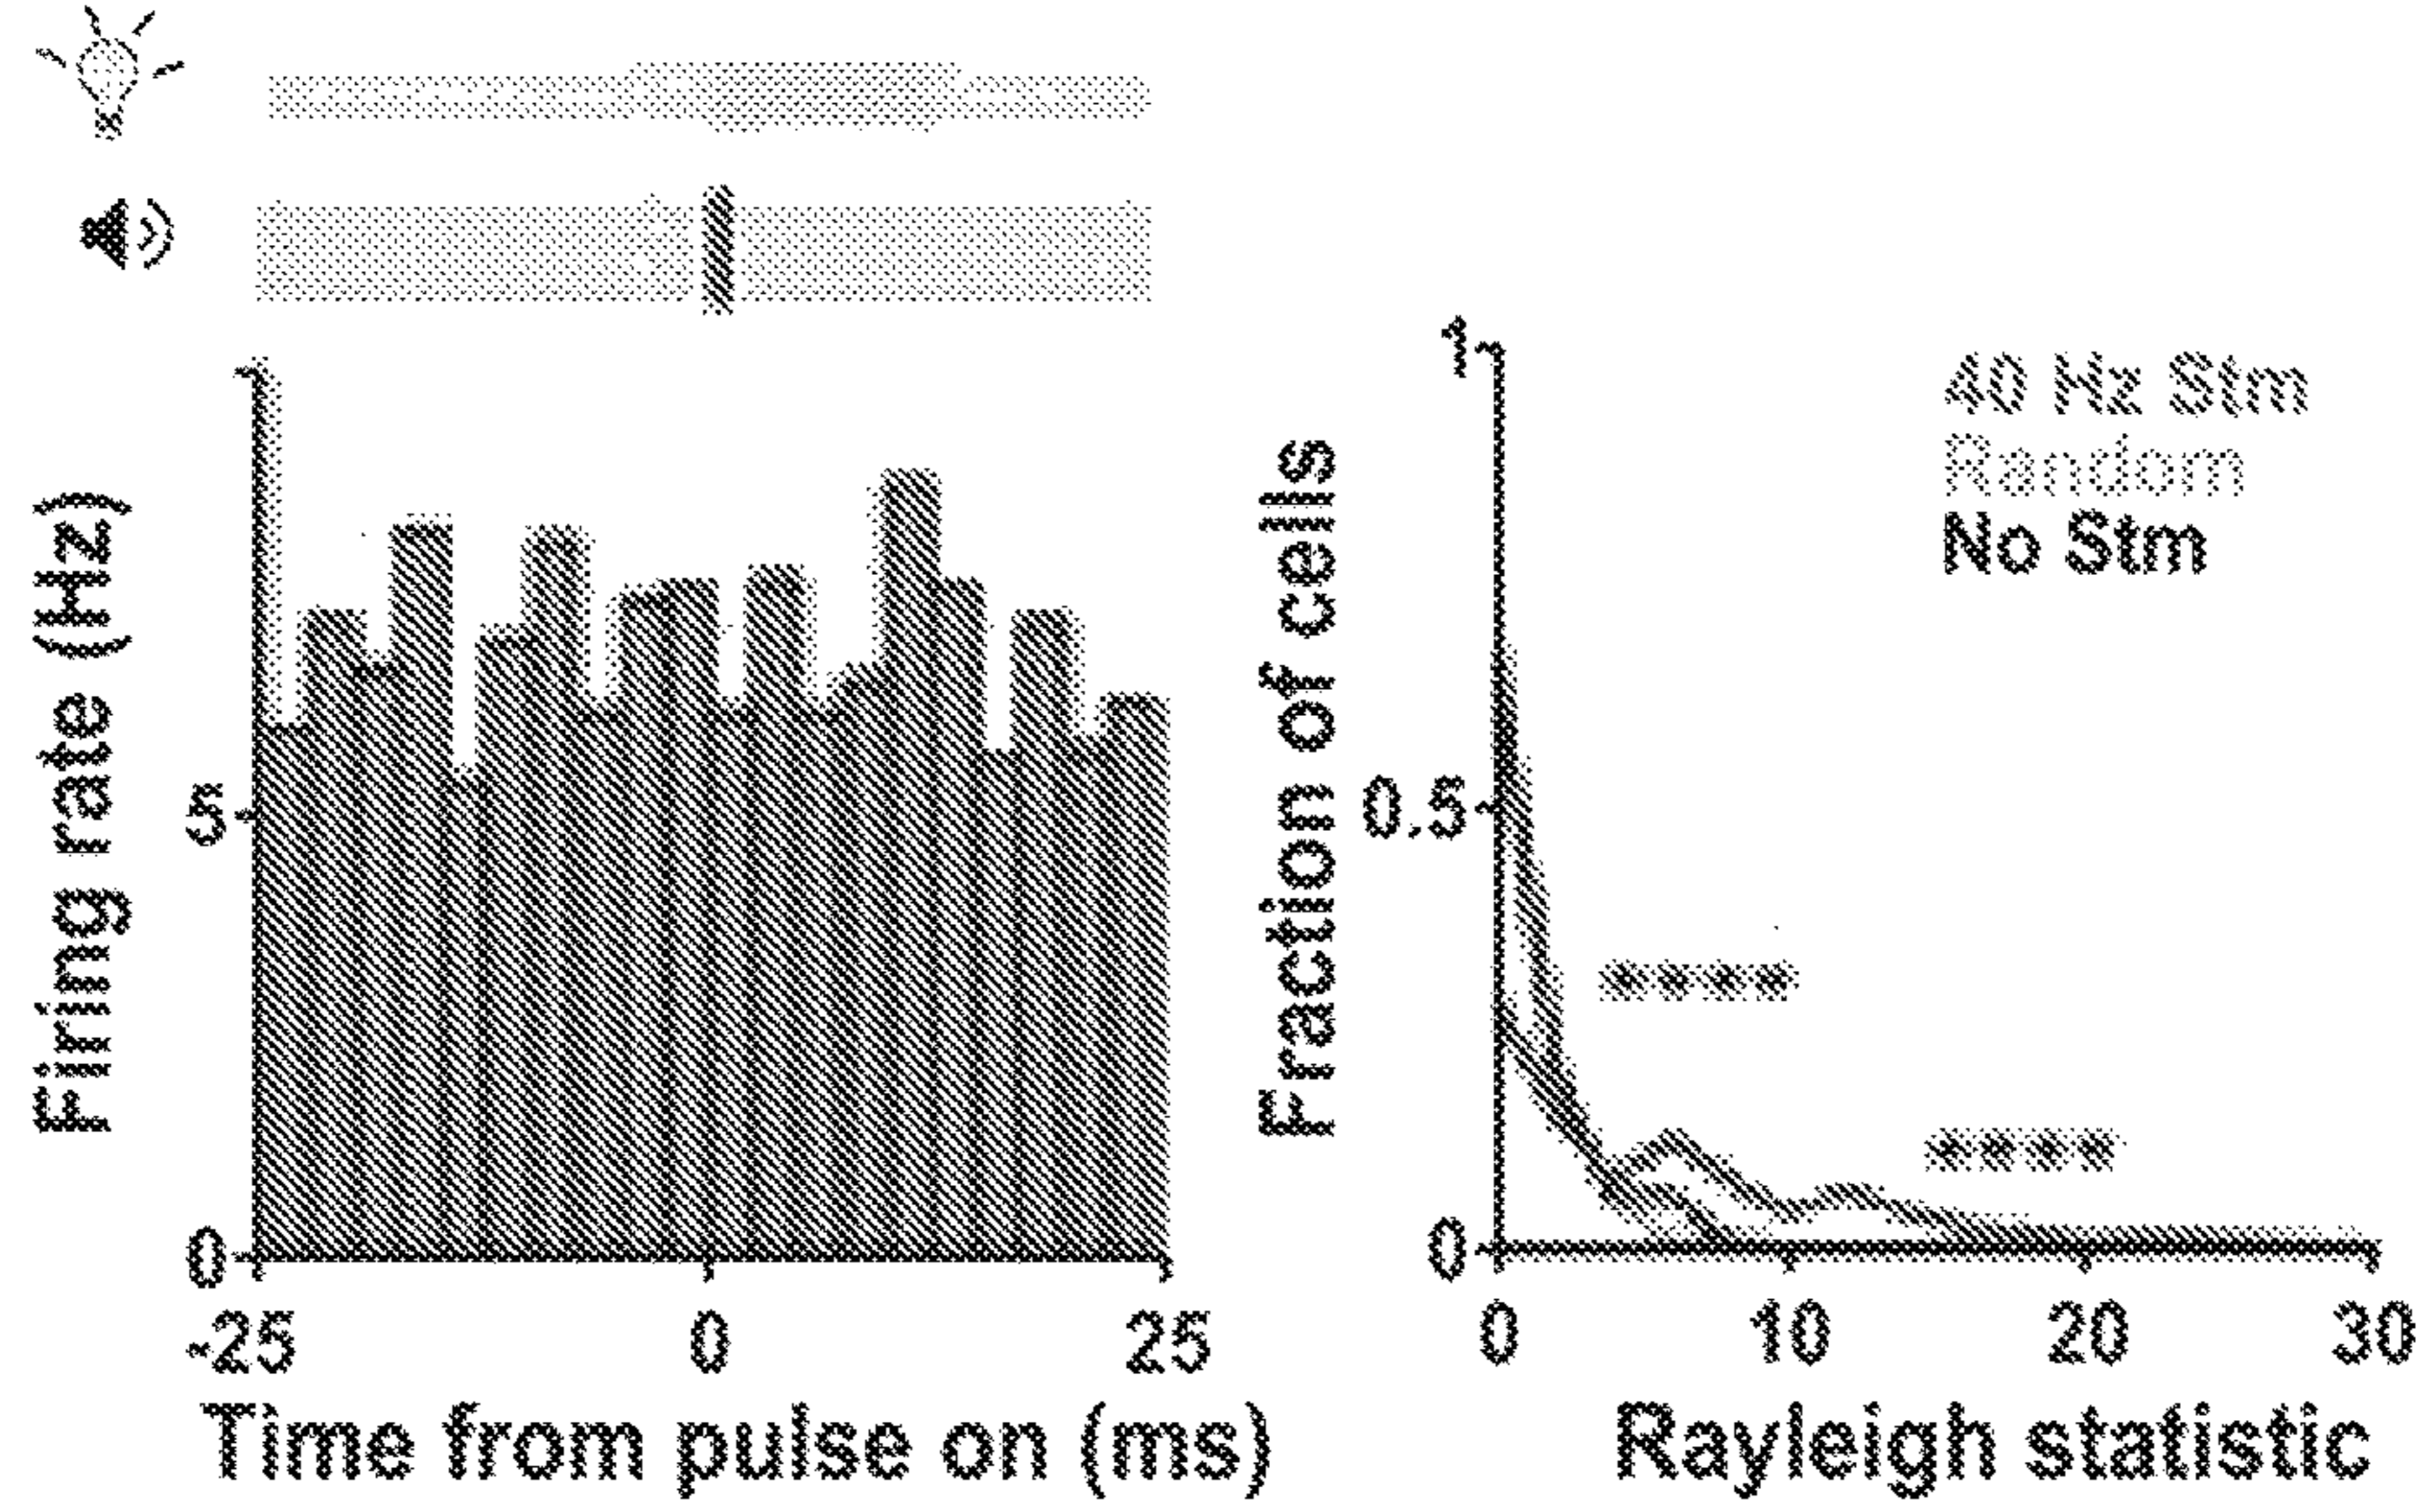 Firing rate (Hz)
5
0
-25
0
25
Time from pulse on (ms)
Fraction of cells
1
0.5
0
0
10
20
30
Rayleigh statistic
40 Hz Stm
Random
No Stm
****
****